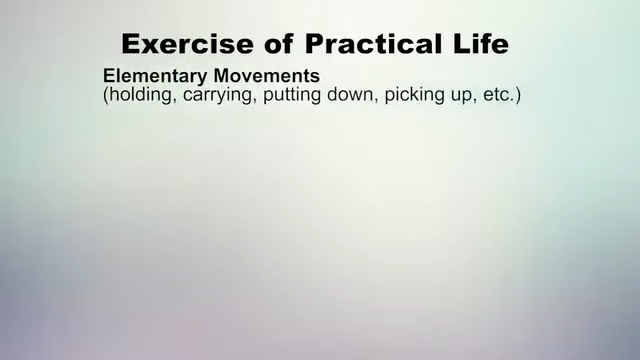 Exercise of Practical Life
Elementary Movements
(holding, carrying, putting down, picking up, etc.)